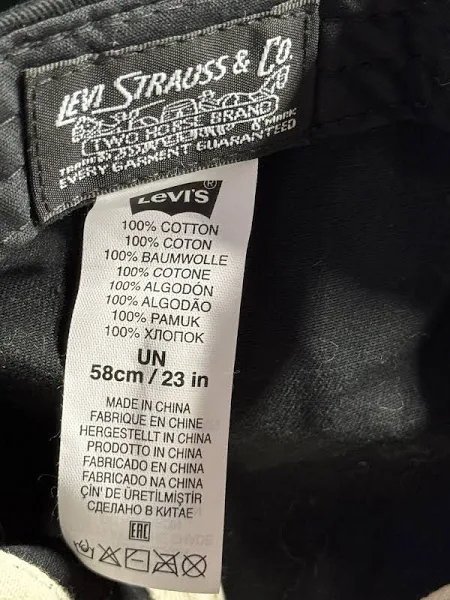 LEVI STRAUSS & CO.
TWO HORSE BRAND
EVERY GARMENT GUARANTEED
LEVI'S®
100% COTTON
100% COTON
100% BAUMWOLLE
100% COTONE
100% ALGODÓN
100% ALGODÃO
100% PAMUK
100% ХЛОПОК
UN
58cm / 23 in
MADE IN CHINA
FABRIQUE EN CHINE
HERGESTELLT IN CHINA
PRODOTTO IN CHINA
FABRICADO EN CHINA
FABRICADO NA CHINA
ÇİN' DE ÜRETİLMİŞTİR
СДЕЛАНО В КИТАЕ
EAC